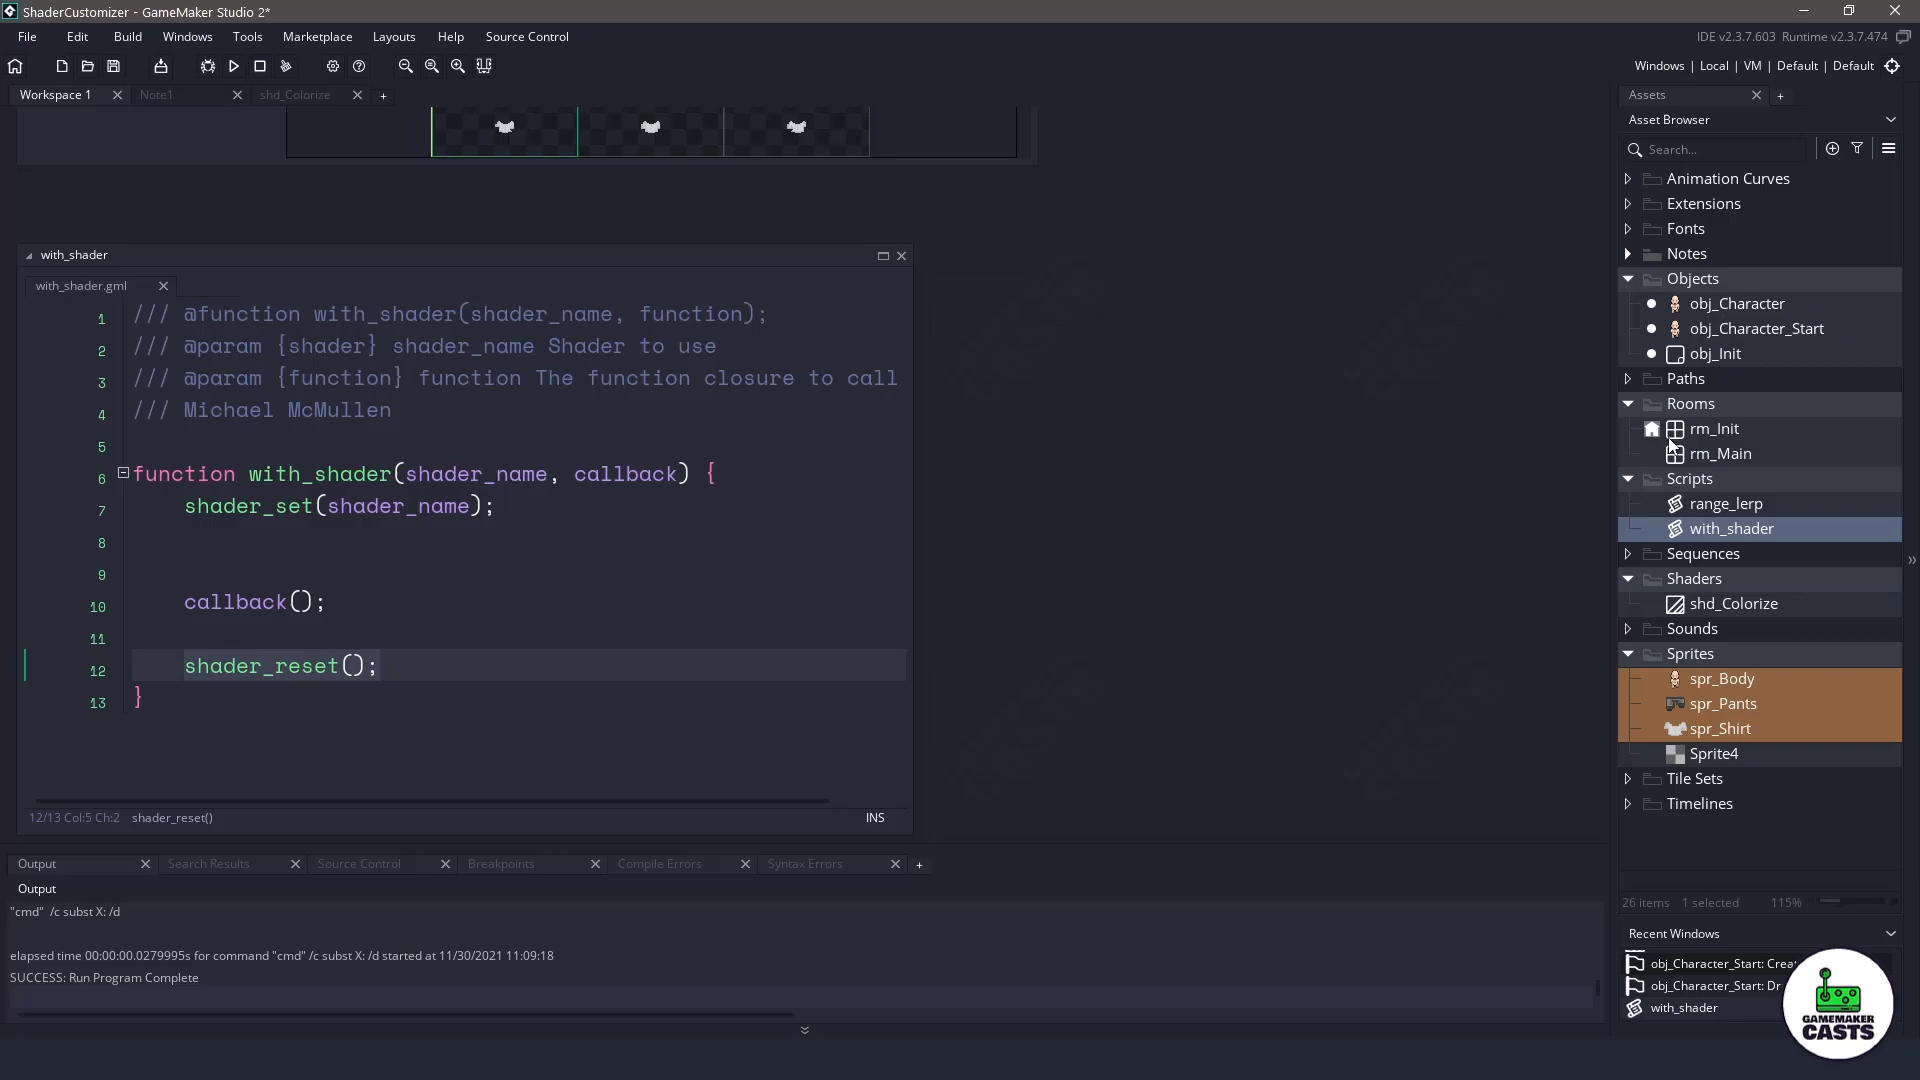 ShaderCustomizer - GameMaker Studio 2*
File Edit Build Windows Tools Marketplace Layouts Help Source Control
IDE v2.3.7.603 Runtime v2.3.7.474
Windows | Local | VM | Default | Default
Workspace 1 Note1 shd_Colorize
with_shader
with_shader.gml
1 /// @function with_shader(shader_name, function);
2 /// @param {shader} shader_name Shader to use
3 /// @param {function} function The function closure to call
4 /// Michael McMullen
5
6 function with_shader(shader_name, callback) {
7 shader_set(shader_name);
8
9
10 callback();
11
12 shader_reset();
13 }
12/13 Col:5 Ch:2 shader_reset() INS
Output Search Results Source Control Breakpoints Compile Errors Syntax Errors
Output
"cmd" /c subst X: /d
elapsed time 00:00:00.0279995s for command "cmd" /c subst X: /d started at 11/30/2021 11:09:18
SUCCESS: Run Program Complete
Assets
Asset Browser
Search...
Animation Curves
Extensions
Fonts
Notes
Objects
obj_Character
obj_Character_Start
obj_Init
Paths
Rooms
rm_Init
rm_Main
Scripts
range_lerp
with_shader
Sequences
Shaders
shd_Colorize
Sounds
Sprites
spr_Body
spr_Pants
spr_Shirt
Sprite4
Tile Sets
Timelines
26 items 1 selected 115%
Recent Windows
obj_Character_Start: Crea
obj_Character_Start: Dr
with_shader
GAMEMAKER
CASTS